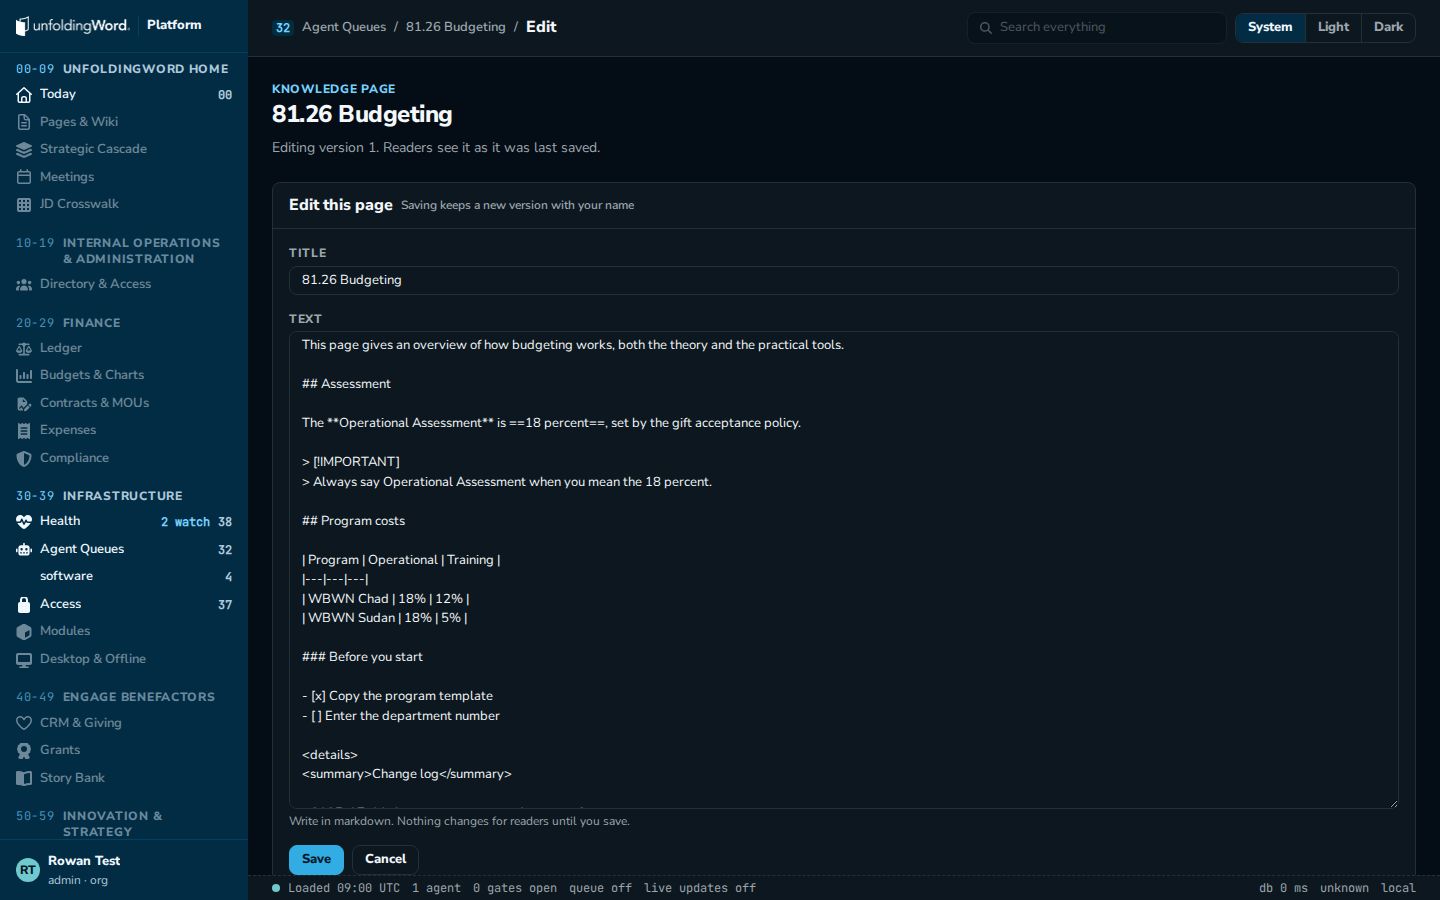 unfoldingWord. Platform
00-09 UNFOLDINGWORD HOME
Today 00
Pages & Wiki
Strategic Cascade
Meetings
JD Crosswalk
10-19 INTERNAL OPERATIONS
& ADMINISTRATION
Directory & Access
20-29 FINANCE
Ledger
Budgets & Charts
Contracts & MOUs
Expenses
Compliance
30-39 INFRASTRUCTURE
Health 2 watch 38
Agent Queues 32
software 4
Access 37
Modules
Desktop & Offline
40-49 ENGAGE BENEFACTORS
CRM & Giving
Grants
Story Bank
50-59 INNOVATION &
STRATEGY
RT Rowan Test
admin · org
32 Agent Queues / 81.26 Budgeting / Edit
Search everything
System Light Dark
KNOWLEDGE PAGE
81.26 Budgeting
Editing version 1. Readers see it as it was last saved.
Edit this page Saving keeps a new version with your name
TITLE
81.26 Budgeting
TEXT
This page gives an overview of how budgeting works, both the theory and the practical tools.
## Assessment
The **Operational Assessment** is ==18 percent==, set by the gift acceptance policy.
> [!IMPORTANT]
> Always say Operational Assessment when you mean the 18 percent.
## Program costs
| Program | Operational | Training |
|---|---|---|
| WBWN Chad | 18% | 12% |
| WBWN Sudan | 18% | 5% |
### Before you start
- [x] Copy the program template
- [ ] Enter the department number
<details>
<summary>Change log</summary>
Write in markdown. Nothing changes for readers until you save.
Save Cancel
Loaded 09:00 UTC 1 agent 0 gates open queue off live updates off
db 0 ms unknown local